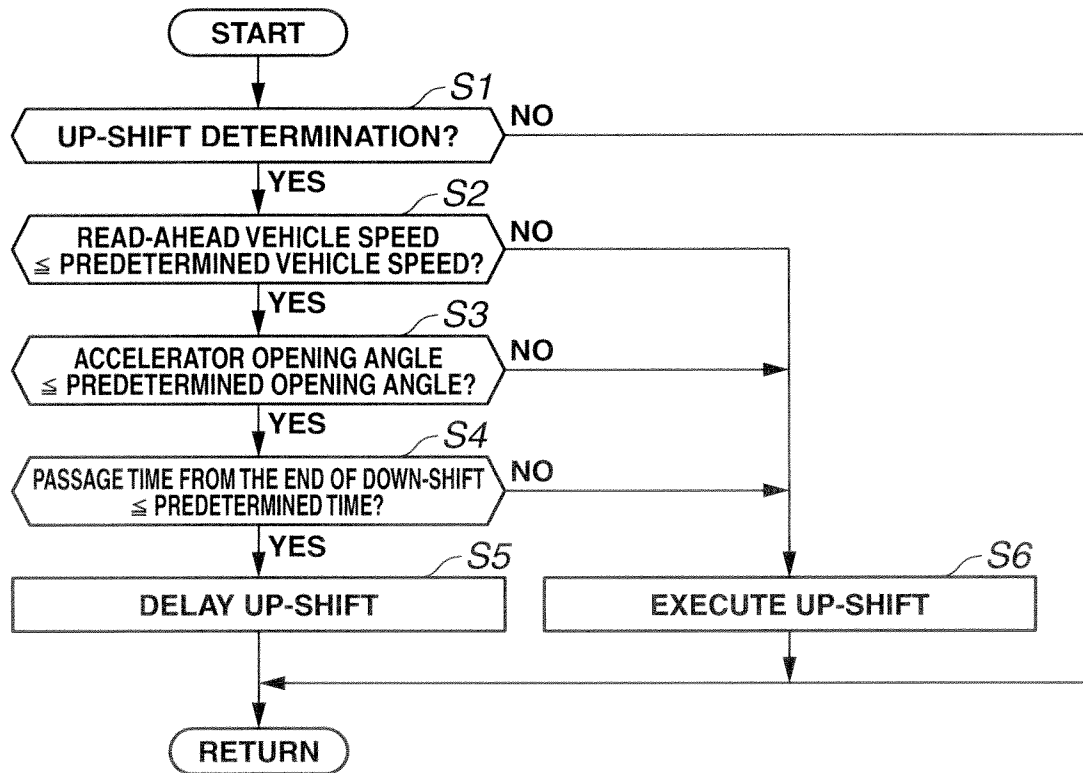 START
S1
UP-SHIFT DETERMINATION?
NO
YES
S2
READ-AHEAD VEHICLE SPEED
≦ PREDETERMINED VEHICLE SPEED?
NO
YES
S3
ACCELERATOR OPENING ANGLE
≦ PREDETERMINED OPENING ANGLE?
NO
YES
S4
PASSAGE TIME FROM THE END OF DOWN-SHIFT
≦ PREDETERMINED TIME?
NO
YES
S5
DELAY UP-SHIFT
S6
EXECUTE UP-SHIFT
RETURN